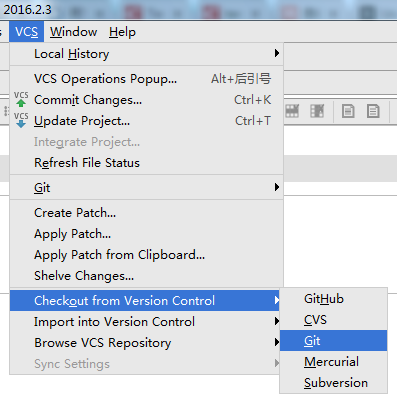 2016.2.3
VCS Window Help
Local History
VCS Operations Popup... Alt+后引号
VCS Commit Changes... Ctrl+K
VCS Update Project... Ctrl+T
Integrate Project...
Refresh File Status
Git
Create Patch...
Apply Patch...
Apply Patch from Clipboard...
Shelve Changes...
Checkout from Version Control
GitHub
Import into Version Control
CVS
Browse VCS Repository
Git
Sync Settings
Mercurial
Subversion